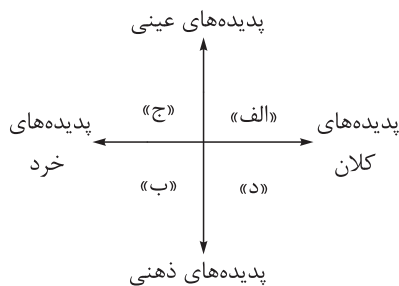 پدیده‌های عینی
«الف»
«ج»
پدیده‌های
کلان
پدیده‌های
خرد
«د»
«ب»
پدیده‌های ذهنی